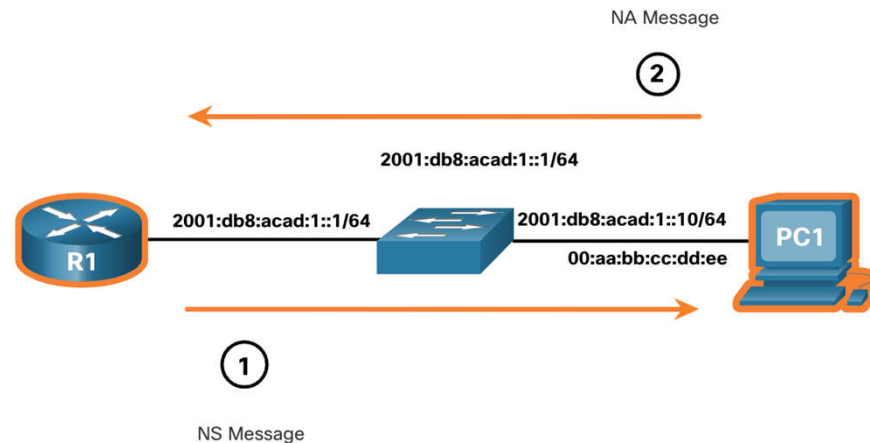 NA Message
2
2001:db8:acad:1::1/64
2001:db8:acad:1::1/64
2001:db8:acad:1::10/64
R1
PC1
00:aa:bb:cc:dd:ee
1
NS Message